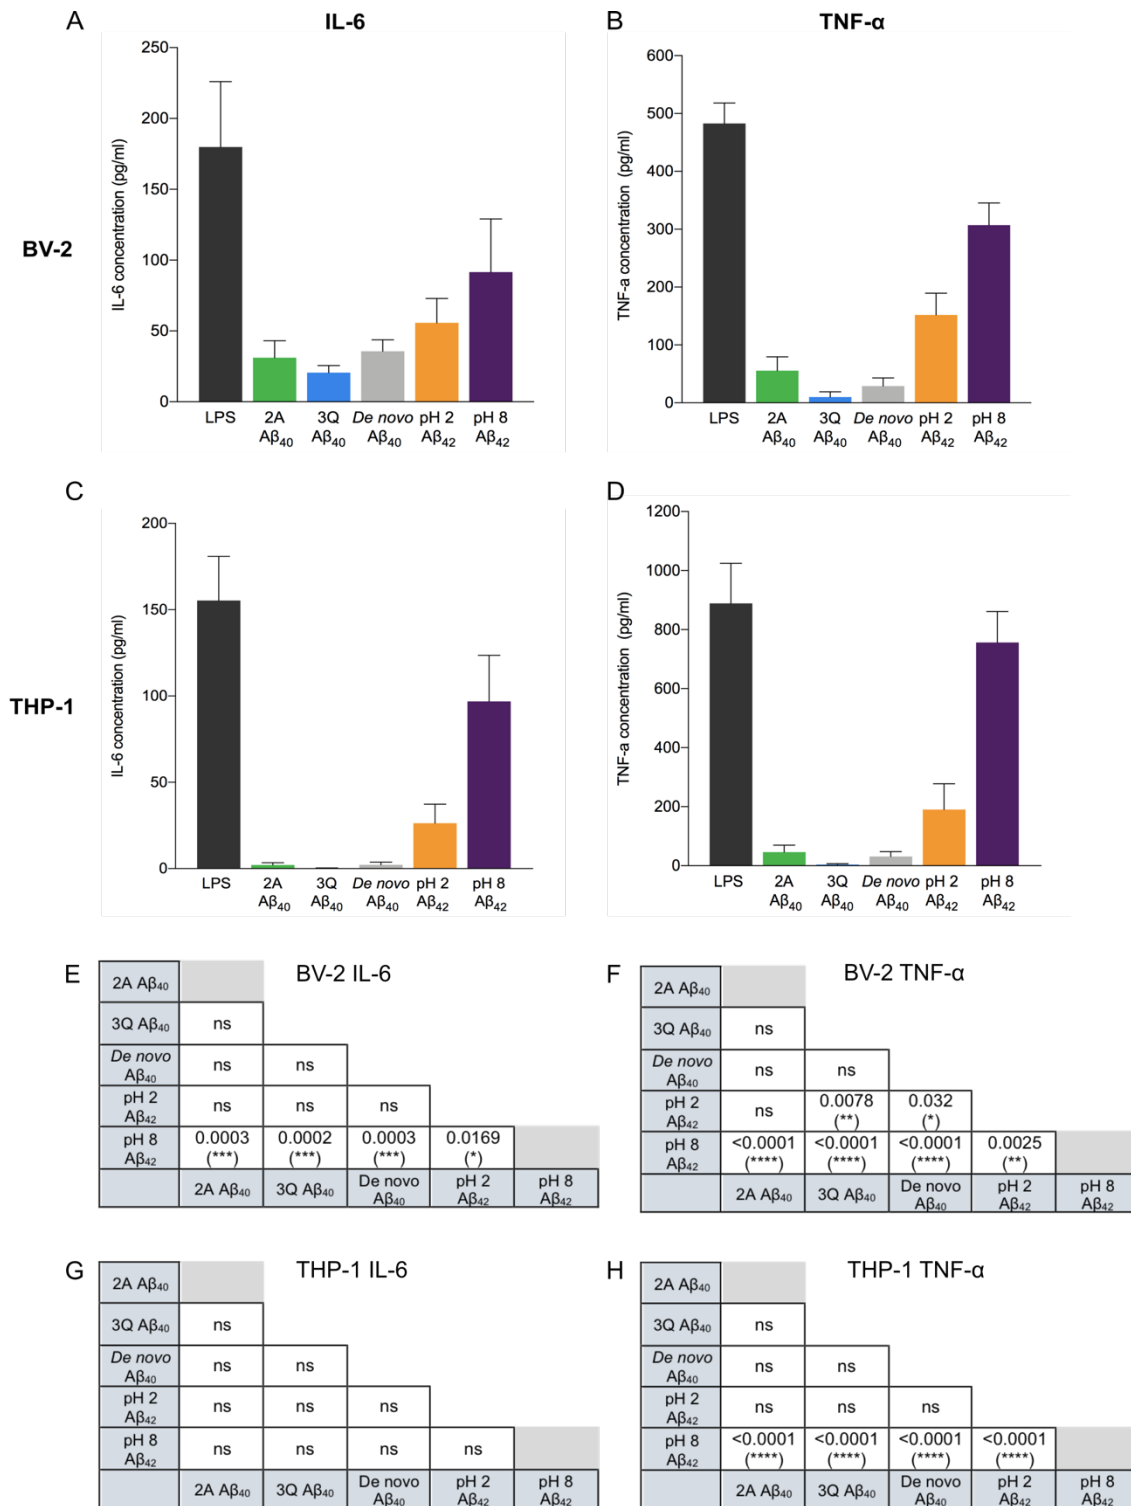 A IL-6
250
200
150
100
50
0
IL-6 concentration (pg/ml)
LPS 2A 3Q De novo pH 2 pH 8
Aβ₄₀ Aβ₄₀ Aβ₄₀ Aβ₄₂ Aβ₄₂
B TNF-α
600
500
400
300
200
100
0
TNF-a concentration (pg/ml)
LPS 2A 3Q De novo pH 2 pH 8
Aβ₄₀ Aβ₄₀ Aβ₄₀ Aβ₄₂ Aβ₄₂
BV-2
C
200
150
100
50
0
IL-6 concentration (pg/ml)
LPS 2A 3Q De novo pH 2 pH 8
Aβ₄₀ Aβ₄₀ Aβ₄₀ Aβ₄₂ Aβ₄₂
D
1200
1000
800
600
400
200
0
TNF-a concentration (pg/ml)
LPS 2A 3Q De novo pH 2 pH 8
Aβ₄₀ Aβ₄₀ Aβ₄₀ Aβ₄₂ Aβ₄₂
THP-1
E BV-2 IL-6
2A Aβ₄₀
3Q Aβ₄₀ ns
De novo
Aβ₄₀ ns ns
pH 2
Aβ₄₂ ns ns ns
pH 8
Aβ₄₂
0.0003 0.0002 0.0003 0.0169
(***) (***) (***) (*)
2A Aβ₄₀ 3Q Aβ₄₀ De novo pH 2 pH 8
Aβ₄₀ Aβ₄₂ Aβ₄₂
F BV-2 TNF-α
2A Aβ₄₀
3Q Aβ₄₀ ns
De novo
Aβ₄₀ ns ns
pH 2
Aβ₄₂
ns 0.0078 0.032
(**) (*)
pH 8
Aβ₄₂
<0.0001 <0.0001 <0.0001 0.0025
(****) (****) (****) (**)
2A Aβ₄₀ 3Q Aβ₄₀ De novo pH 2 pH 8
Aβ₄₀ Aβ₄₂ Aβ₄₂
G THP-1 IL-6
2A Aβ₄₀
3Q Aβ₄₀ ns
De novo
Aβ₄₀ ns ns
pH 2
Aβ₄₂ ns ns ns
pH 8
Aβ₄₂ ns ns ns ns
2A Aβ₄₀ 3Q Aβ₄₀ De novo pH 2 pH 8
Aβ₄₀ Aβ₄₂ Aβ₄₂
H THP-1 TNF-α
2A Aβ₄₀
3Q Aβ₄₀ ns
De novo
Aβ₄₀ ns ns
pH 2
Aβ₄₂ ns ns ns
pH 8
Aβ₄₂
<0.0001 <0.0001 <0.0001 <0.0001
(****) (****) (****) (****)
2A Aβ₄₀ 3Q Aβ₄₀ De novo pH 2 pH 8
Aβ₄₀ Aβ₄₂ Aβ₄₂